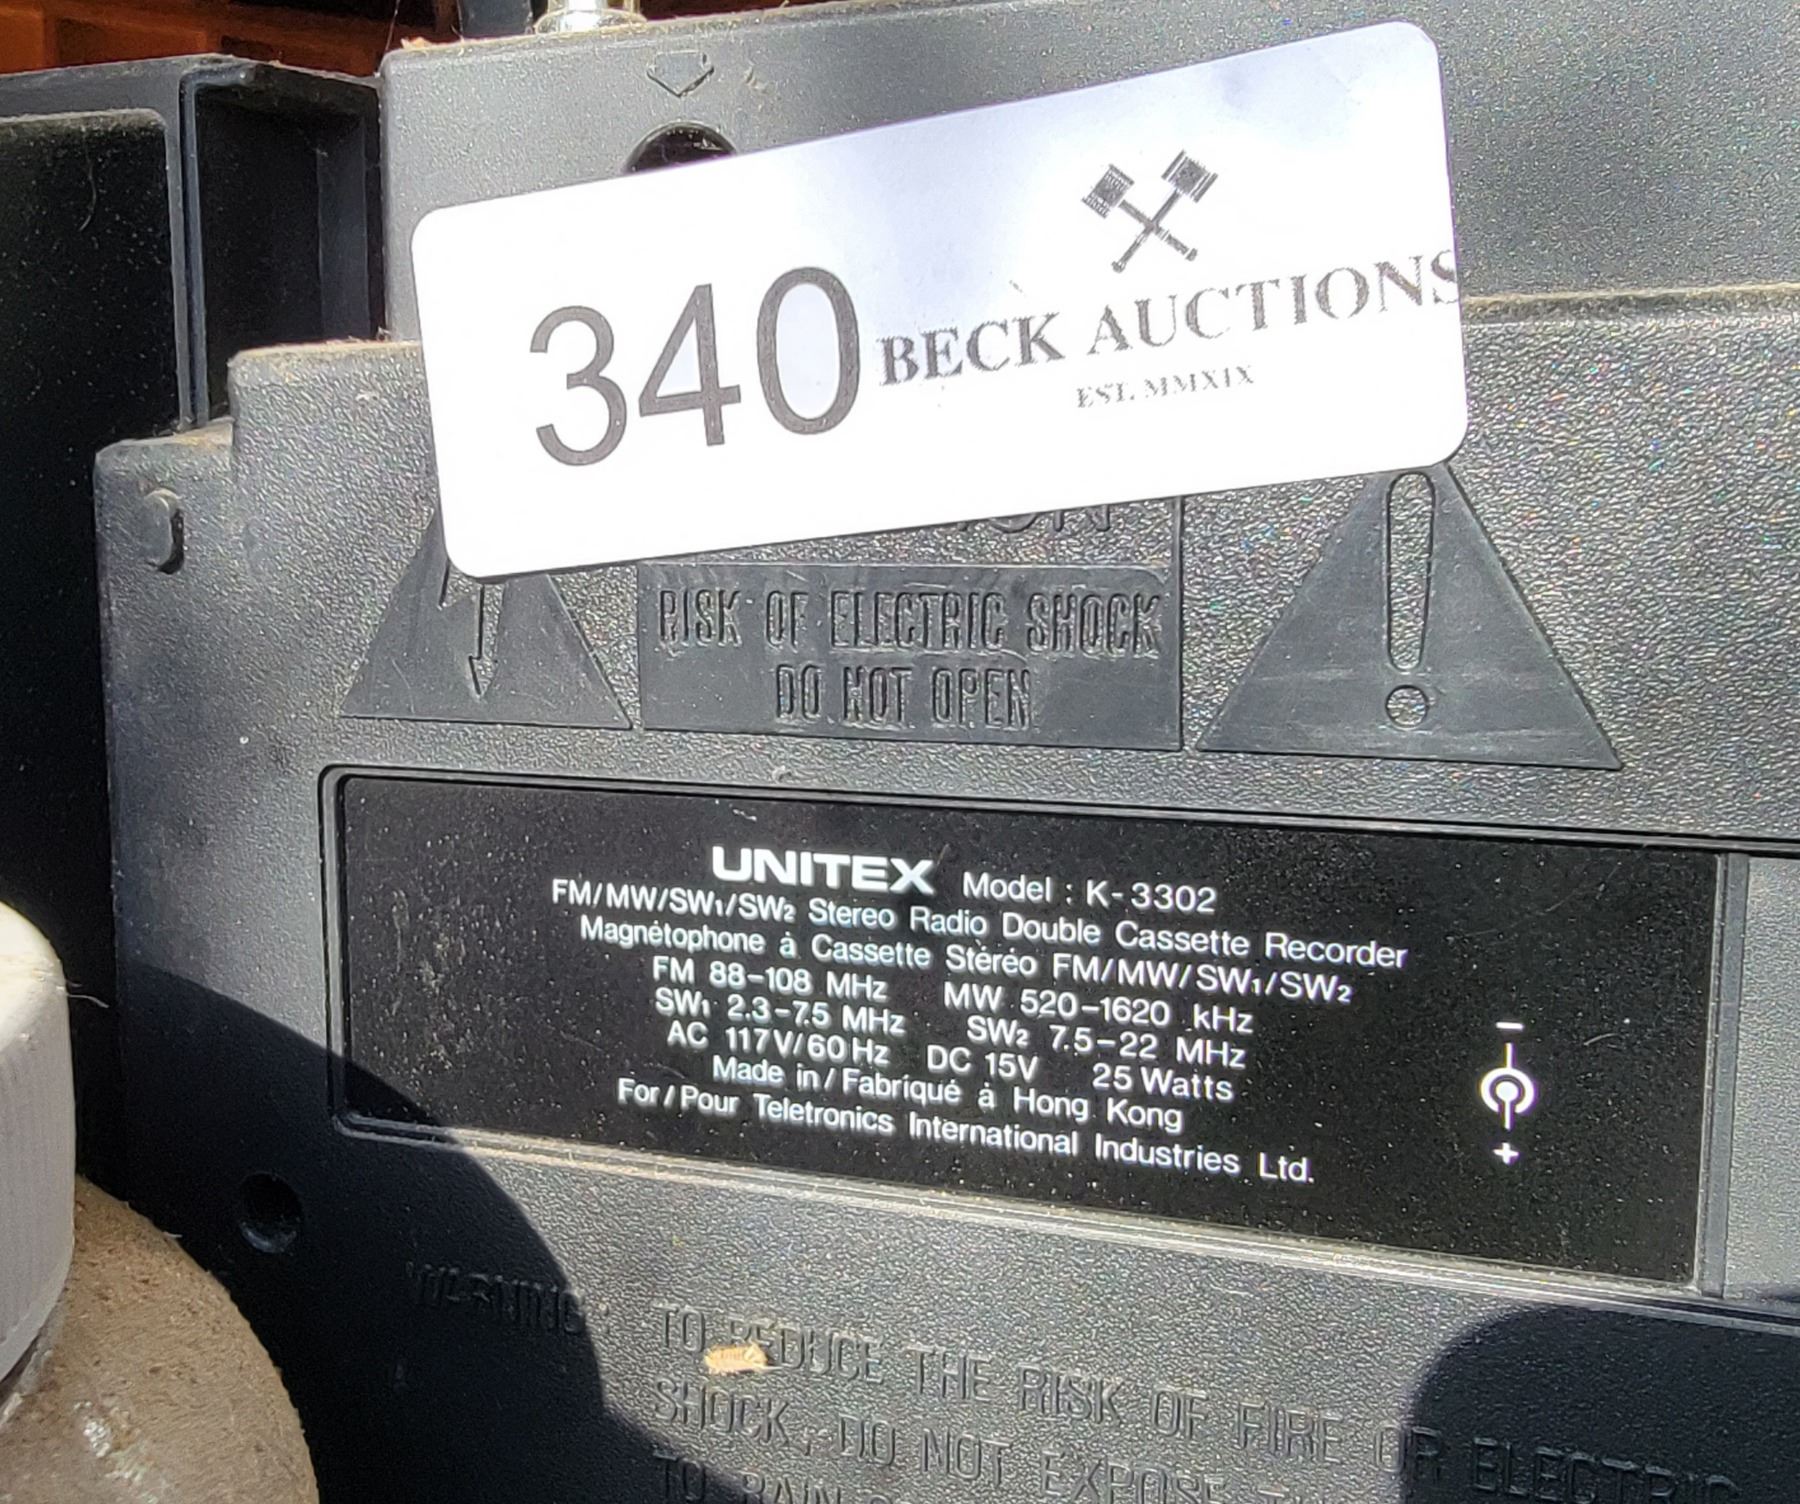 340 BECK AUCTIONS
EST. MMXIX
RISK OF ELECTRIC SHOCK
DO NOT OPEN
UNITEX Model : K-3302
FM/MW/SW₁/SW₂ Stereo Radio Double Cassette Recorder
Magnétophone à Cassette Stéréo FM/MW/SW₁/SW₂
FM 88-108 MHz MW 520-1620 kHz
SW₁ 2.3-7.5 MHz SW₂ 7.5-22 MHz
AC 117V/60Hz DC 15V 25 Watts
Made in/Fabriqué à Hong Kong
For/Pour Teletronics International Industries Ltd.
-
+
WARNING: TO REDUCE THE RISK OF FIRE OR ELECTRIC
SHOCK, DO NOT EXPOSE
TO RAIN